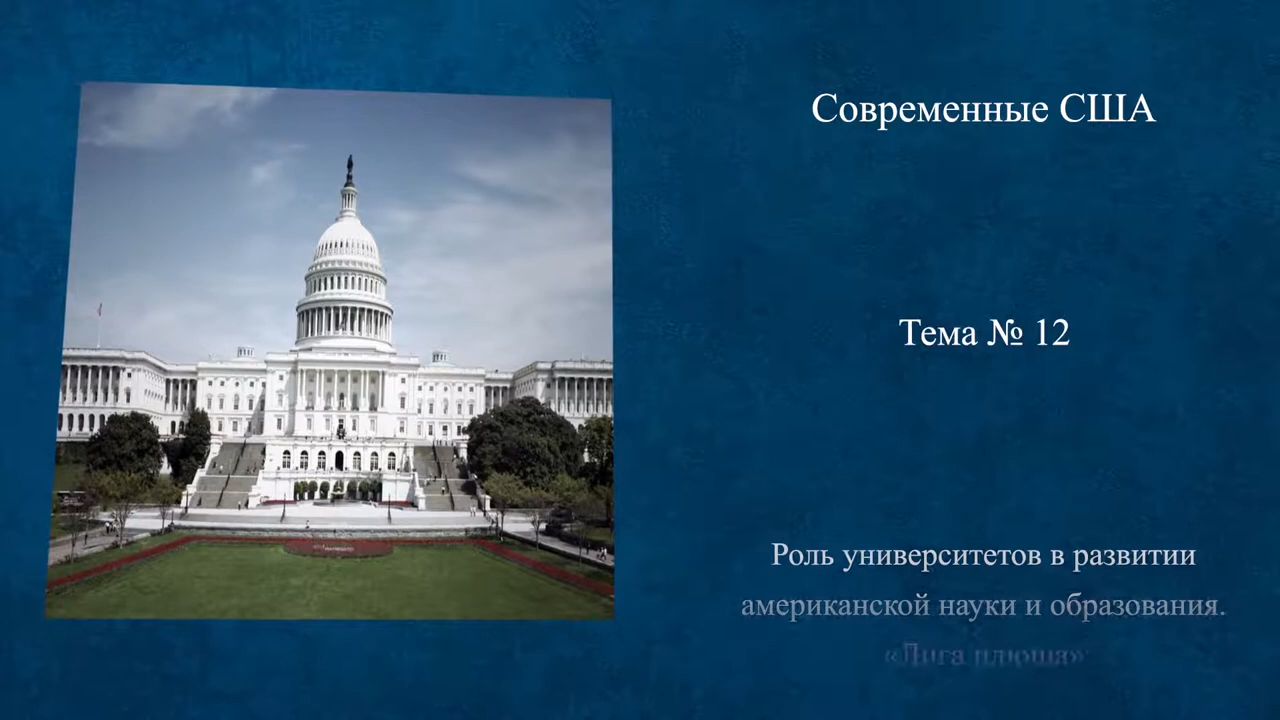 Современные США
Тема № 12
Роль университетов в развитии
американской науки и образования.
«Лига плюща»